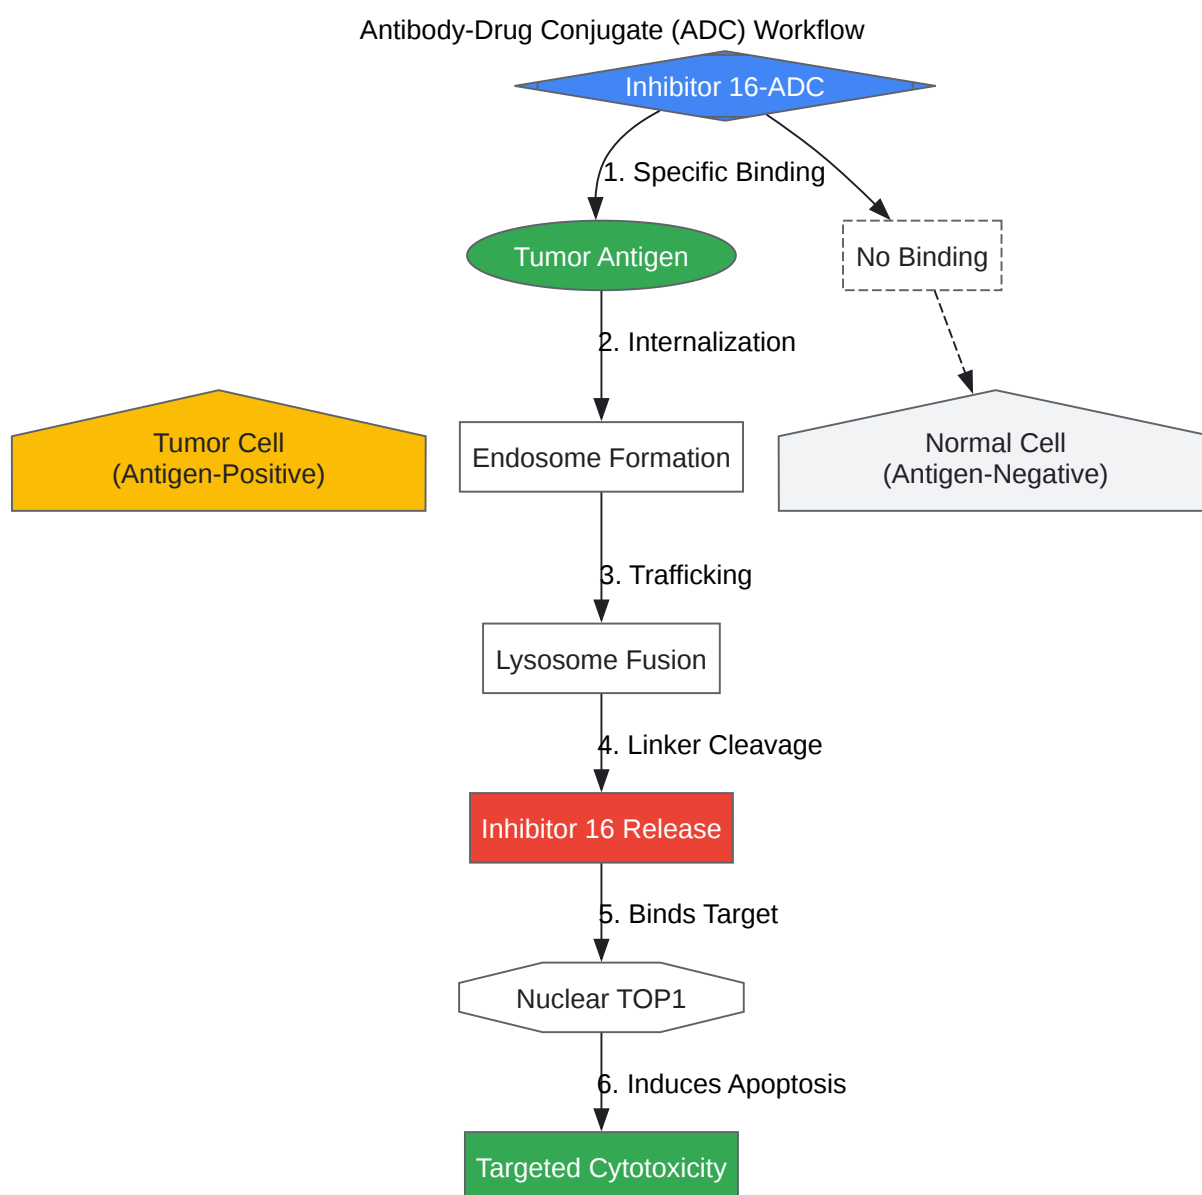 Antibody-Drug Conjugate (ADC) Workflow
Inhibitor 16-ADC
1. Specific Binding
Tumor Antigen
No Binding
2. Internalization
Tumor Cell
(Antigen-Positive)
Endosome Formation
Normal Cell
(Antigen-Negative)
3. Trafficking
Lysosome Fusion
4. Linker Cleavage
Inhibitor 16 Release
5. Binds Target
Nuclear TOP1
6. Induces Apoptosis
Targeted Cytotoxicity